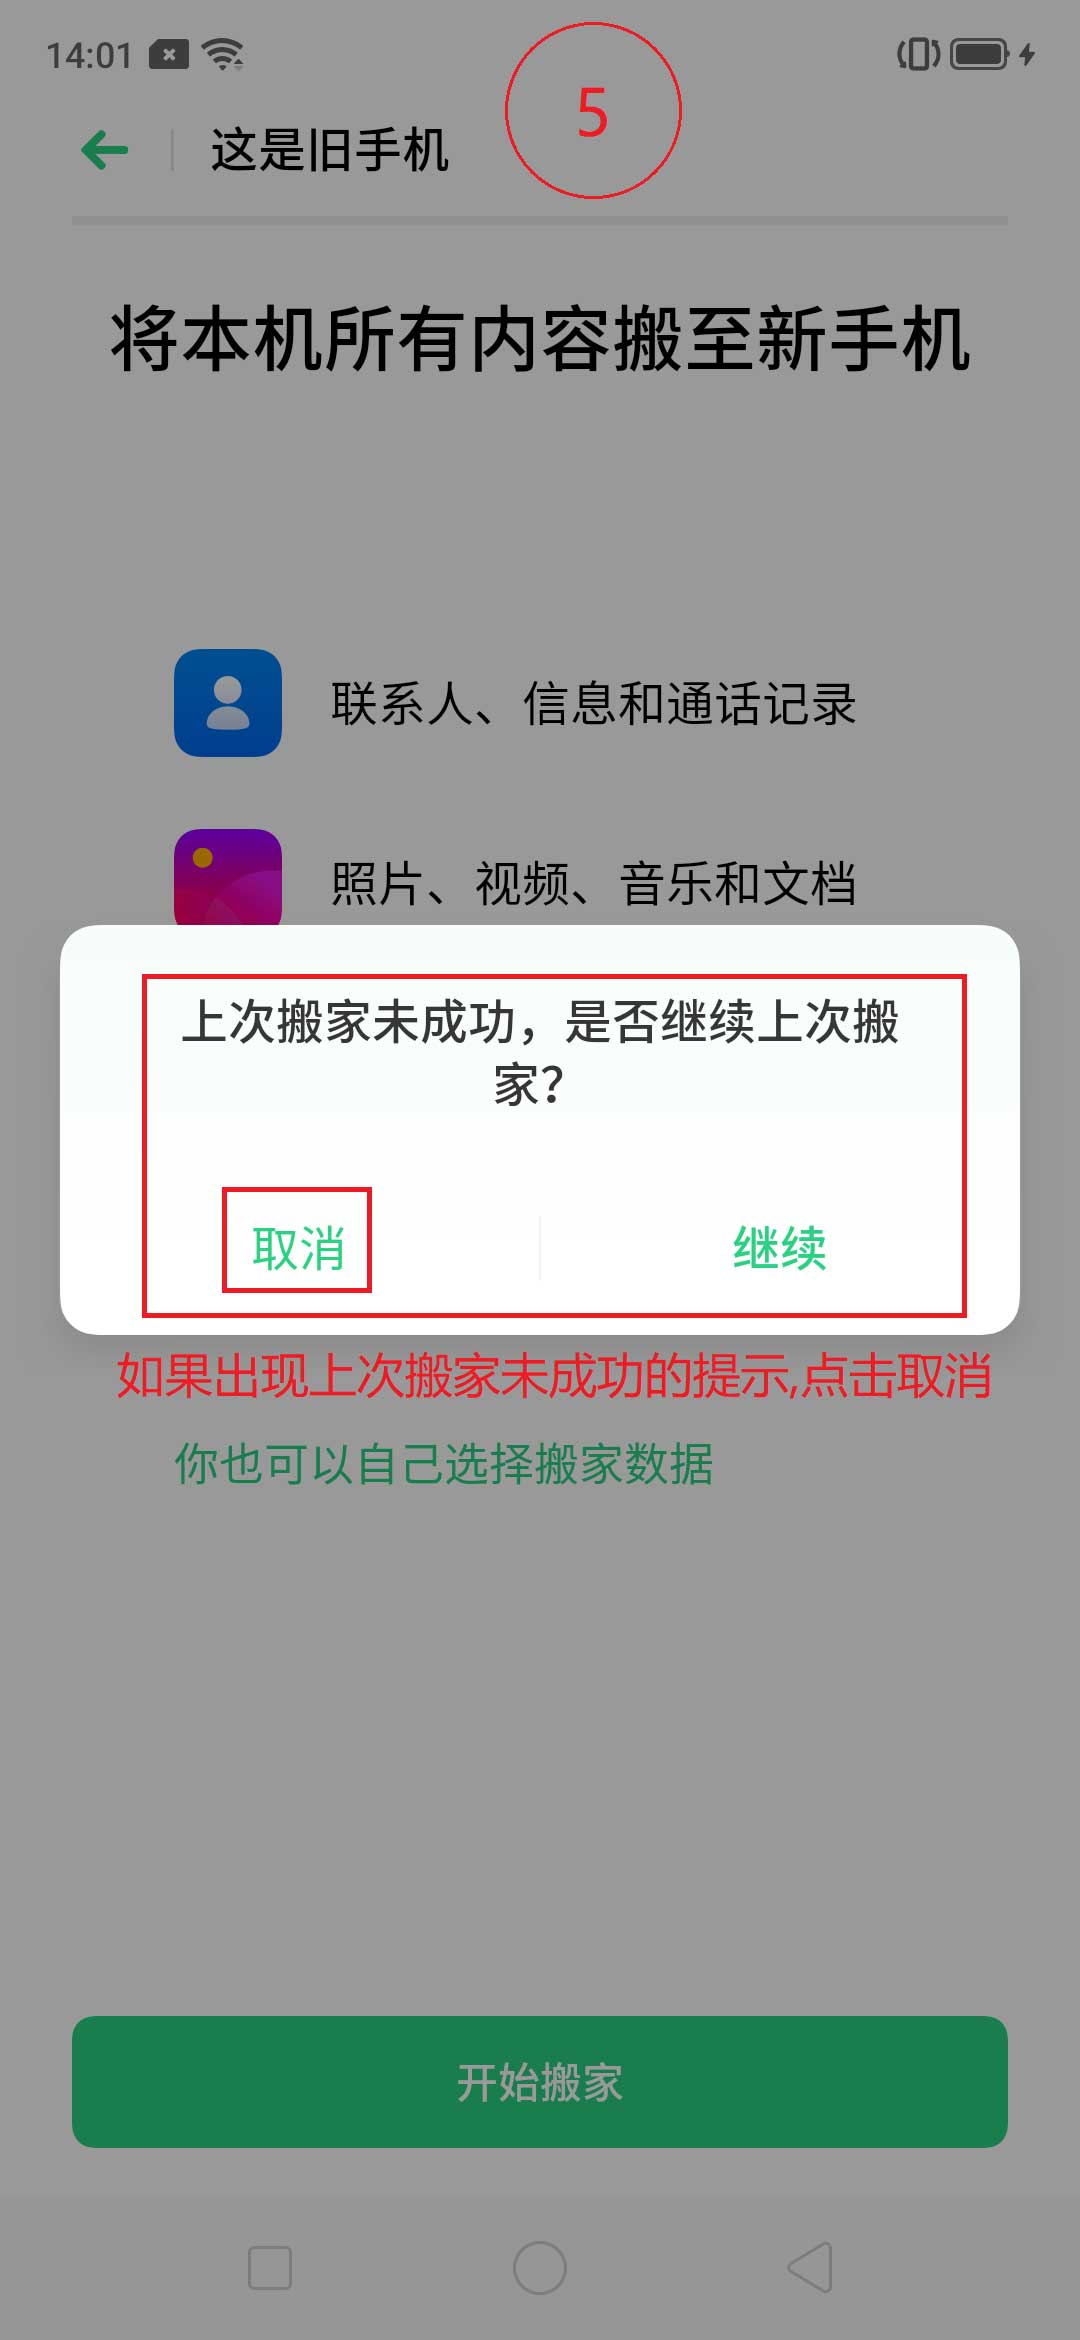 14:01
5
这是旧手机
将本机所有内容搬至新手机
联系人、信息和通话记录
照片、视频、音乐和文档
上次搬家未成功，是否继续上次搬
家？
取消
继续
如果出现上次搬家未成功的提示,点击取消
你也可以自己选择搬家数据
开始搬家